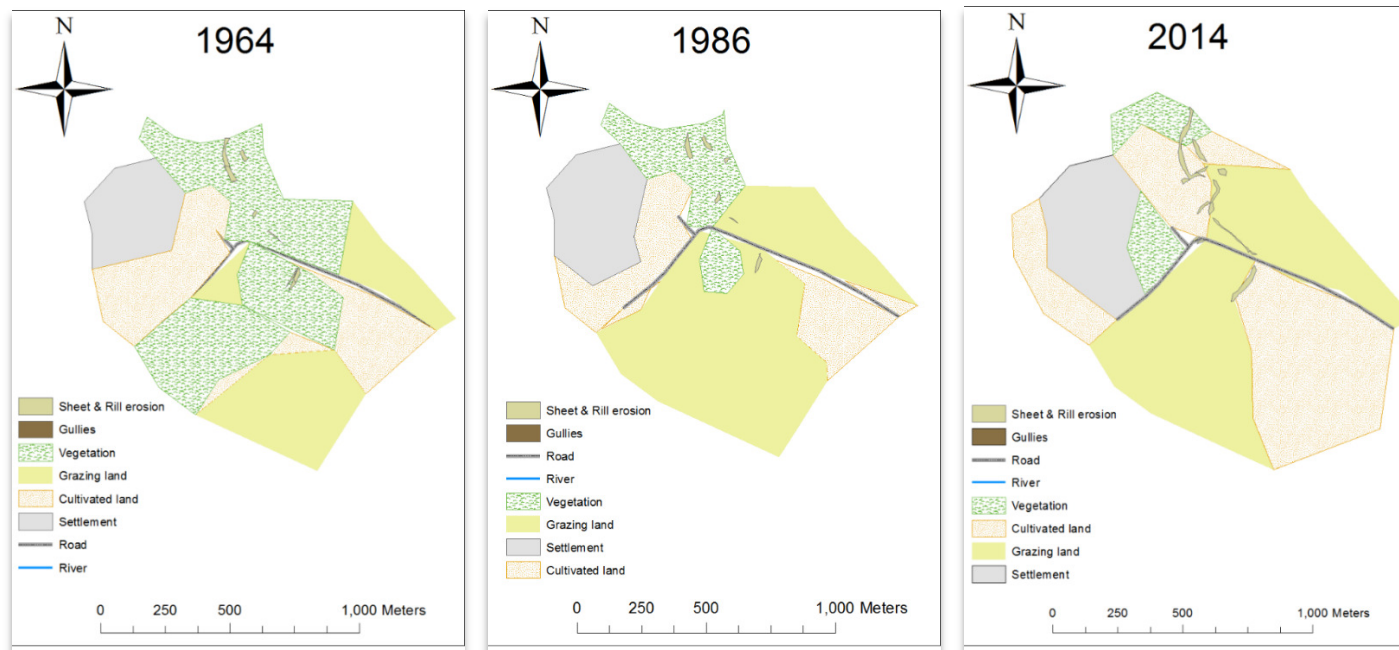 N
1964
Sheet & Rill erosion
Gullies
Vegetation
Grazing land
Cultivated land
Settlement
Road
River
0 250 500 1,000 Meters
N
1986
Sheet & Rill erosion
Gullies
Road
River
Vegetation
Grazing land
Settlement
Cultivated land
0 250 500 1,000 Meters
N
2014
Sheet & Rill erosion
Gullies
Road
River
Vegetation
Cultivated land
Grazing land
Settlement
0 250 500 1,000 Meters